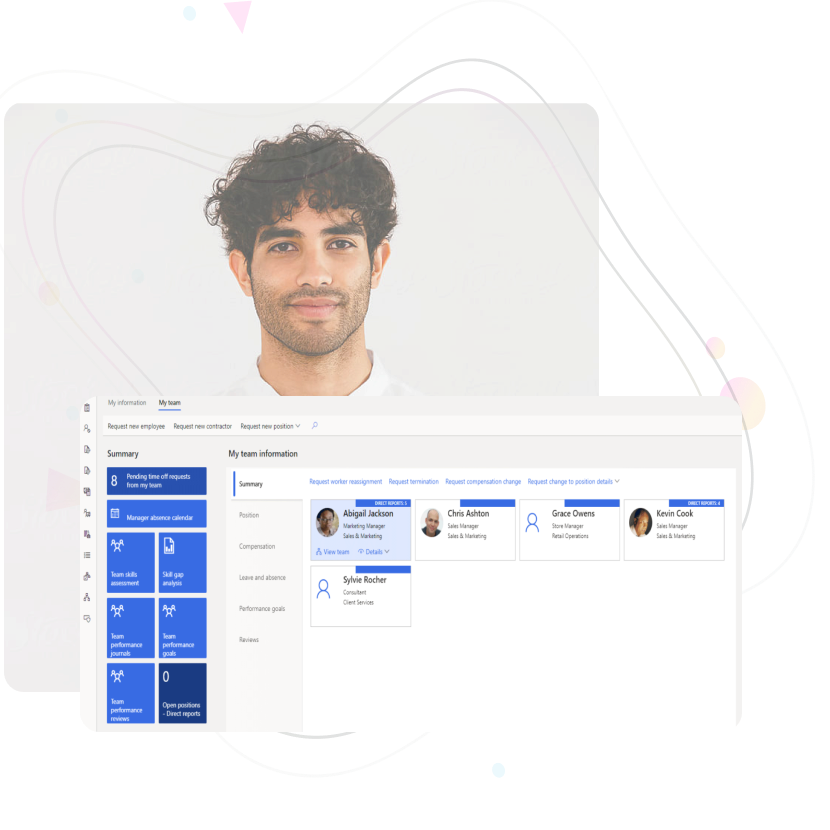 My information
My team
Request new employee
Request new contractor
Request new position
Summary
8
Pending time off requests
from my team
Manager absence calendar
Team skills
assessment
Skill gap
analysis
Team
performance
journals
Team
performance
goals
Team
performance
reviews
0
Open positions
- Direct reports
My team information
Summary
Position
Compensation
Leave and absence
Performance goals
Reviews
Request worker reassignment
Request termination
Request compensation change
Request change to position details
DIRECT REPORTS: 5
Abigail Jackson
Marketing Manager
Sales & Marketing
View team
Details
Chris Ashton
Sales Manager
Sales & Marketing
Grace Owens
Store Manager
Retail Operations
DIRECT REPORTS: 4
Kevin Cook
Sales Manager
Sales & Marketing
Sylvie Rocher
Consultant
Client Services